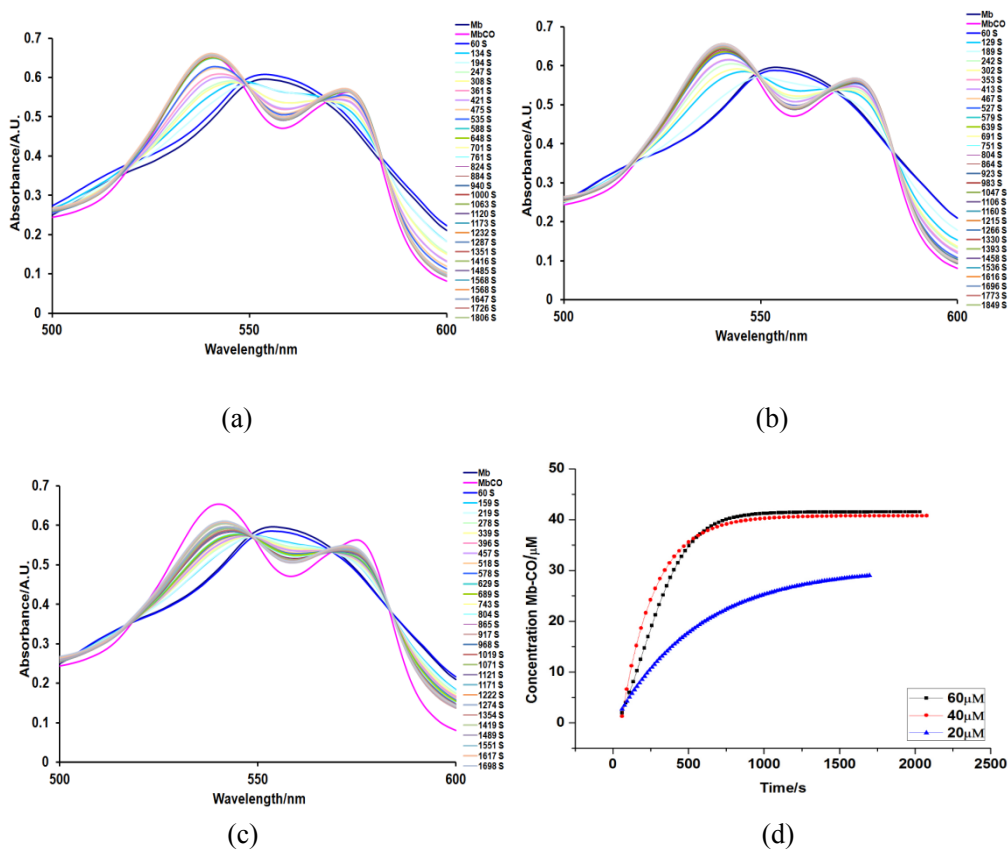 0.7
0.6
0.5
0.4
0.3
0.2
0.1
0
500
550
600
Absorbance/A.U.
Wavelength/nm
Mb
MbCO
60 S
134 S
194 S
247 S
308 S
361 S
421 S
475 S
535 S
588 S
648 S
701 S
761 S
824 S
884 S
940 S
1000 S
1063 S
1120 S
1173 S
1232 S
1287 S
1351 S
1416 S
1485 S
1568 S
1568 S
1647 S
1726 S
1806 S
(a)
0.7
0.6
0.5
0.4
0.3
0.2
0.1
0
500
550
600
Absorbance/A.U.
Wavelength/nm
Mb
MbCO
60 S
129 S
189 S
242 S
302 S
353 S
413 S
467 S
527 S
579 S
639 S
691 S
751 S
804 S
864 S
923 S
983 S
1047 S
1106 S
1160 S
1215 S
1266 S
1330 S
1393 S
1458 S
1536 S
1616 S
1696 S
1773 S
1849 S
(b)
0.7
0.6
0.5
0.4
0.3
0.2
0.1
0
500
550
600
Absorbance/A.U.
Wavelength/nm
Mb
MbCO
60 S
159 S
219 S
278 S
339 S
396 S
457 S
518 S
578 S
629 S
689 S
743 S
804 S
865 S
917 S
968 S
1019 S
1071 S
1121 S
1171 S
1222 S
1274 S
1354 S
1419 S
1489 S
1551 S
1617 S
1698 S
(c)
50
40
30
20
10
0
0
500
1000
1500
2000
2500
Concentration Mb-CO/μM
Time/s
60μM
40μM
20μM
(d)